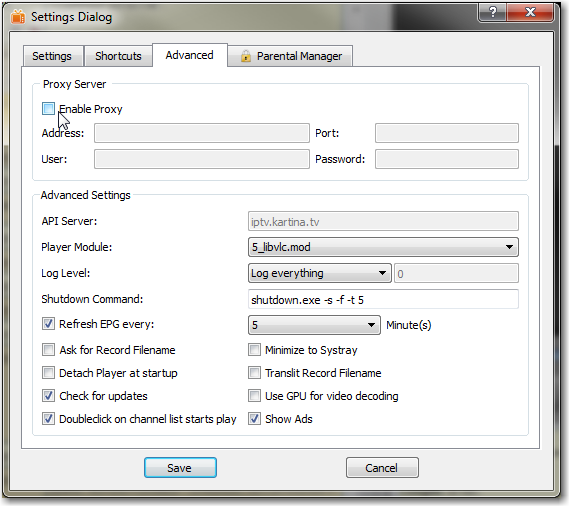 Settings Dialog
Settings Shortcuts Advanced Parental Manager
Proxy Server
Enable Proxy
Address: Port:
User: Password:
Advanced Settings
API Server: iptv.kartina.tv
Player Module: 5_libvlc.mod
Log Level: Log everything 0
Shutdown Command: shutdown.exe -s -f -t 5
Refresh EPG every: 5 Minute(s)
Ask for Record Filename Minimize to Systray
Detach Player at startup Translit Record Filename
Check for updates Use GPU for video decoding
Doubleclick on channel list starts play Show Ads
Save Cancel